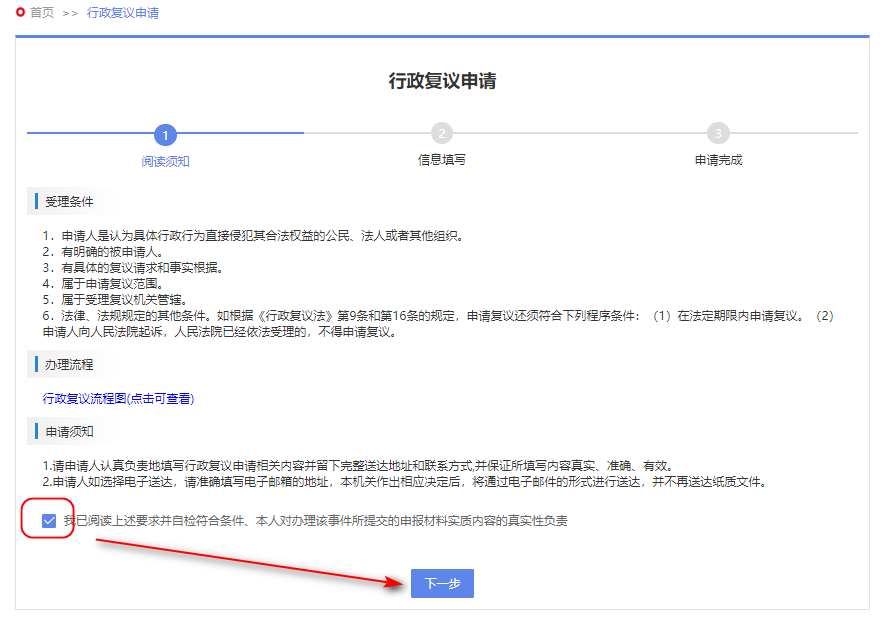 首页 >> 行政复议申请
行政复议申请
1
2
3
阅读须知
信息填写
申请完成
受理条件
1. 申请人是认为具体行政行为直接侵犯其合法权益的公民、法人或者其他组织。
2. 有明确的被申请人。
3. 有具体的复议请求和事实根据。
4. 属于申请复议范围。
5. 属于受理复议机关管辖。
6. 法律、法规规定的其他条件。如根据《行政复议法》第9条和第16条的规定，申请复议还须符合下列程序条件：（1）在法定期限内申请复议。（2）
申请人向人民法院起诉，人民法院已经依法受理的，不得申请复议。
办理流程
行政复议流程图(点击可查看)
申请须知
1.请申请人认真负责地填写行政复议申请相关内容并留下完整送达地址和联系方式,并保证所填写内容真实、准确、有效。
2.申请人如选择电子送达，请准确填写电子邮箱的地址，本机关作出相应决定后，将通过电子邮件的形式进行送达，并不再送达纸质文件。
我已阅读上述要求并自检符合条件、本人对办理该事件所提交的申报材料实质内容的真实性负责
下一步